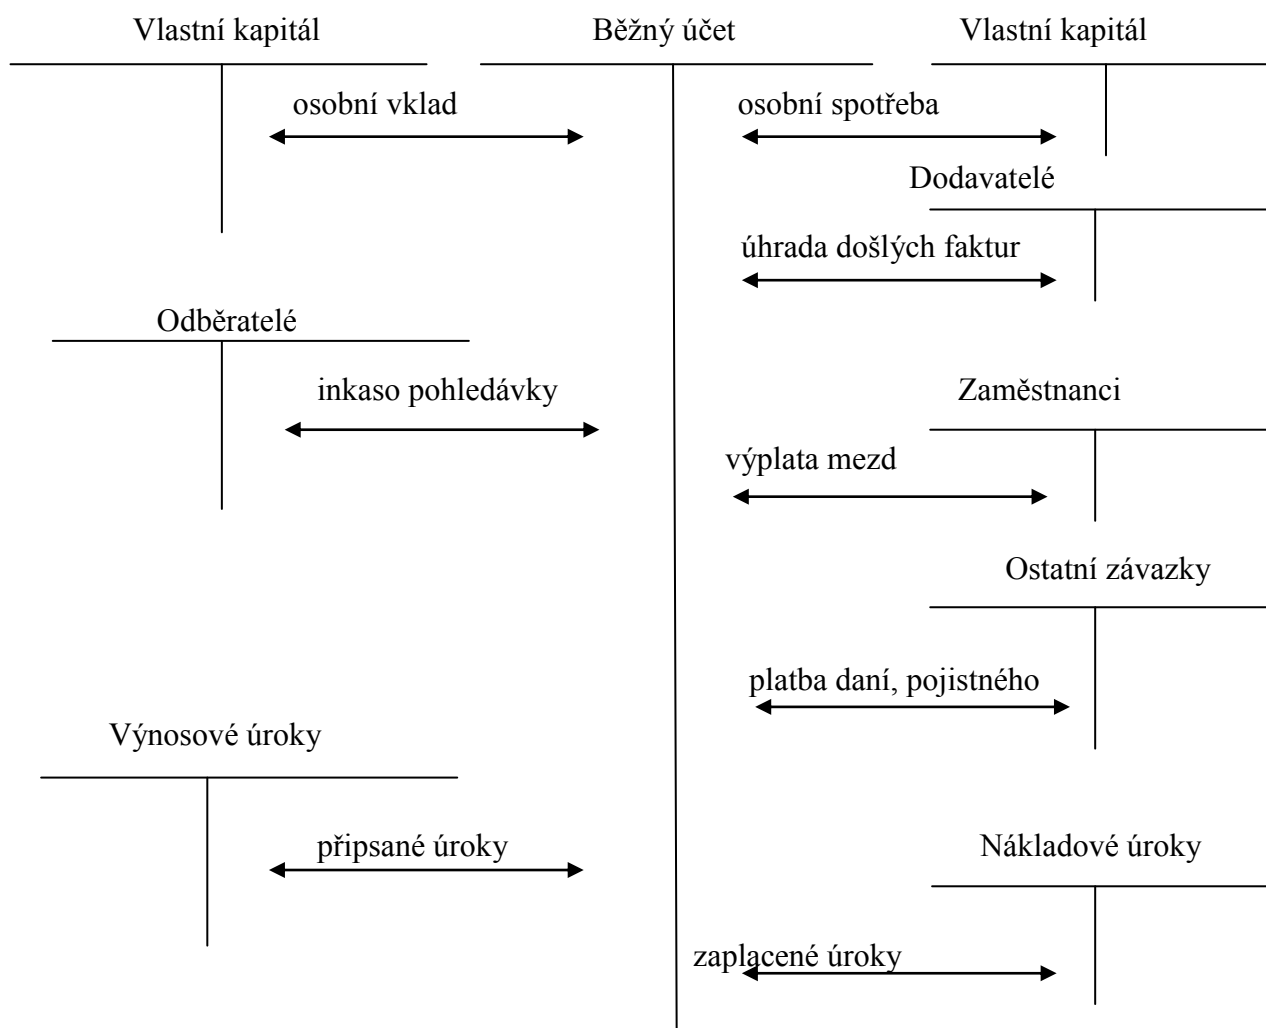 Vlastní kapitál Běžný účet Vlastní kapitál
osobní vklad osobní spotřeba
Dodavatelé
úhrada došlých faktur
Odběratelé
inkaso pohledávky Zaměstnanci
výplata mezd
Ostatní závazky
platba daní, pojistného
Výnosové úroky
připsané úroky Nákladové úroky
zaplacené úroky